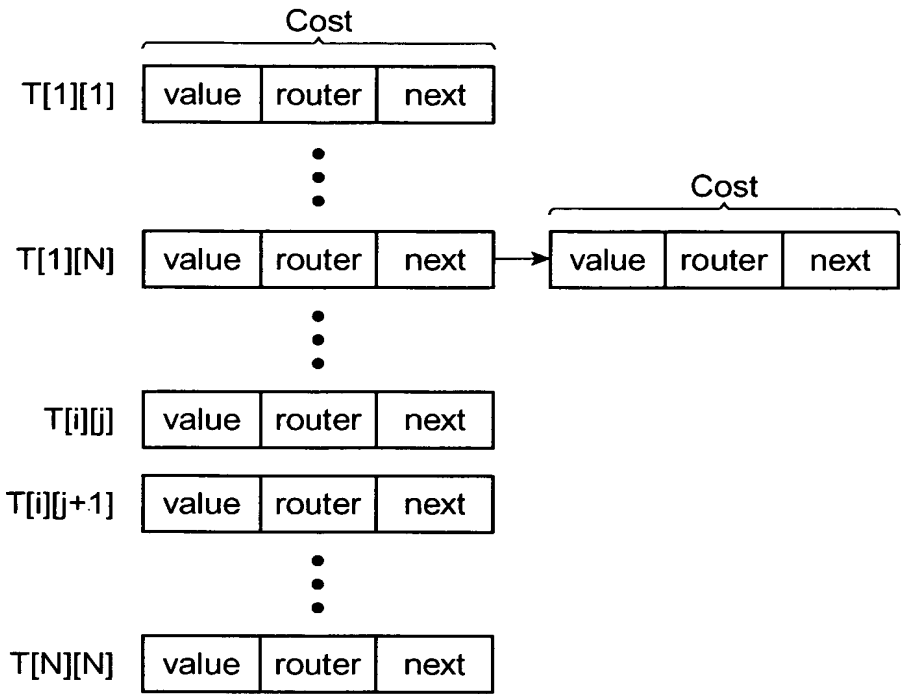 Cost
T[1][1] value router next
Cost
T[1][N] value router next value router next
T[i][j] value router next
T[i][j+1] value router next
T[N][N] value router next